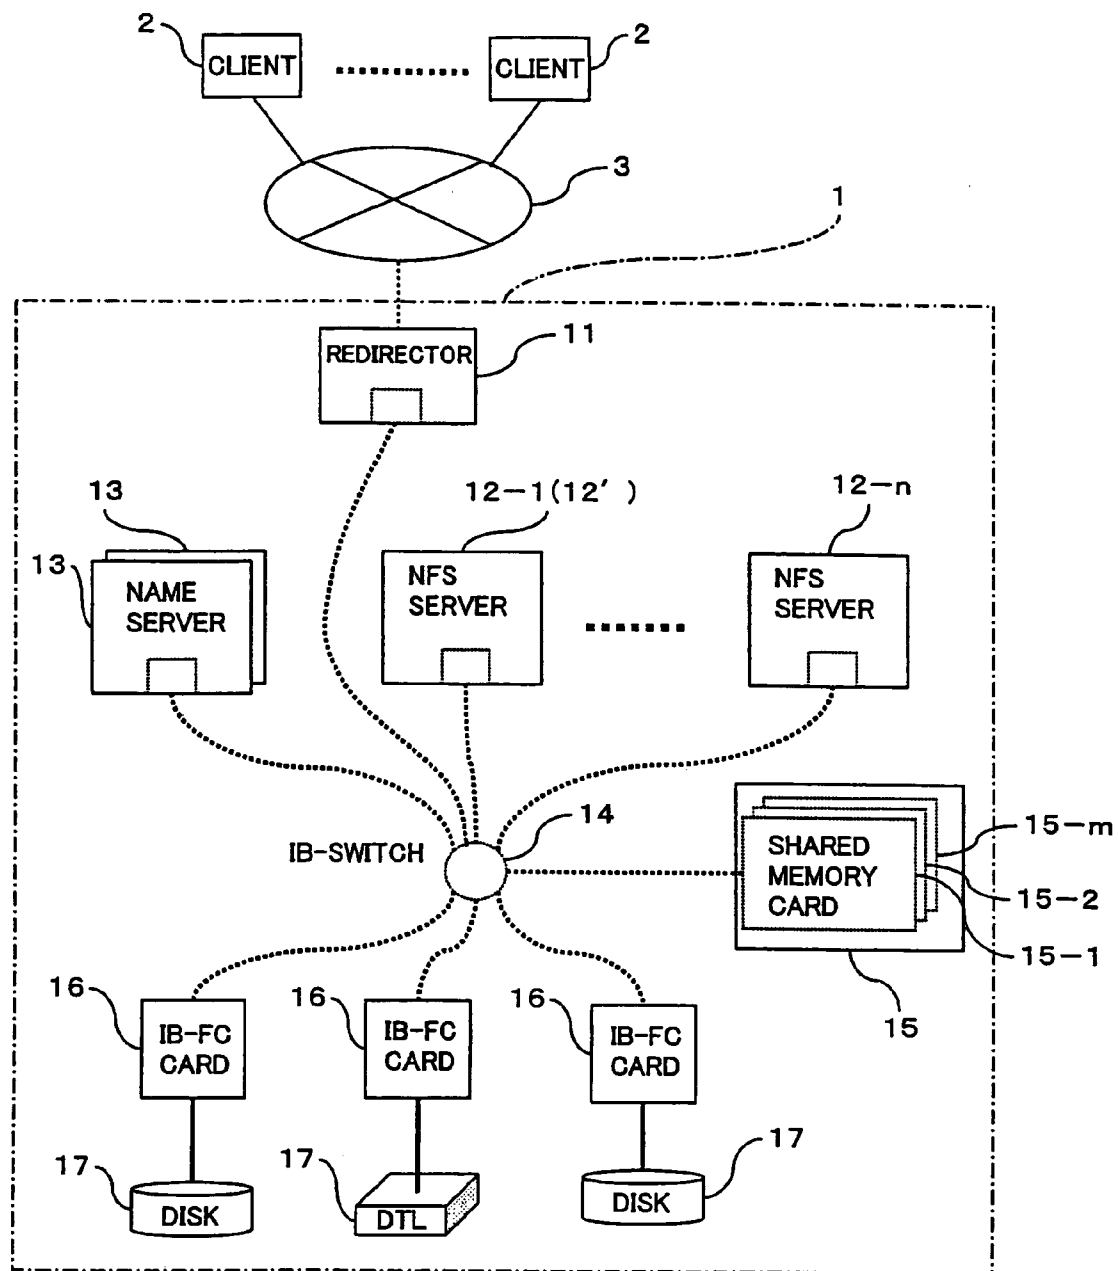 2
2
CLIENT
CLIENT
3
1
REDIRECTOR
11
13
12-1(12')
12-n
13
NAME
SERVER
NFS
SERVER
NFS
SERVER
14
IB-SWITCH
SHARED
MEMORY
CARD
15-m
15-2
15-1
15
16
IB-FC
CARD
16
IB-FC
CARD
16
IB-FC
CARD
17
DISK
17
DTL
17
DISK